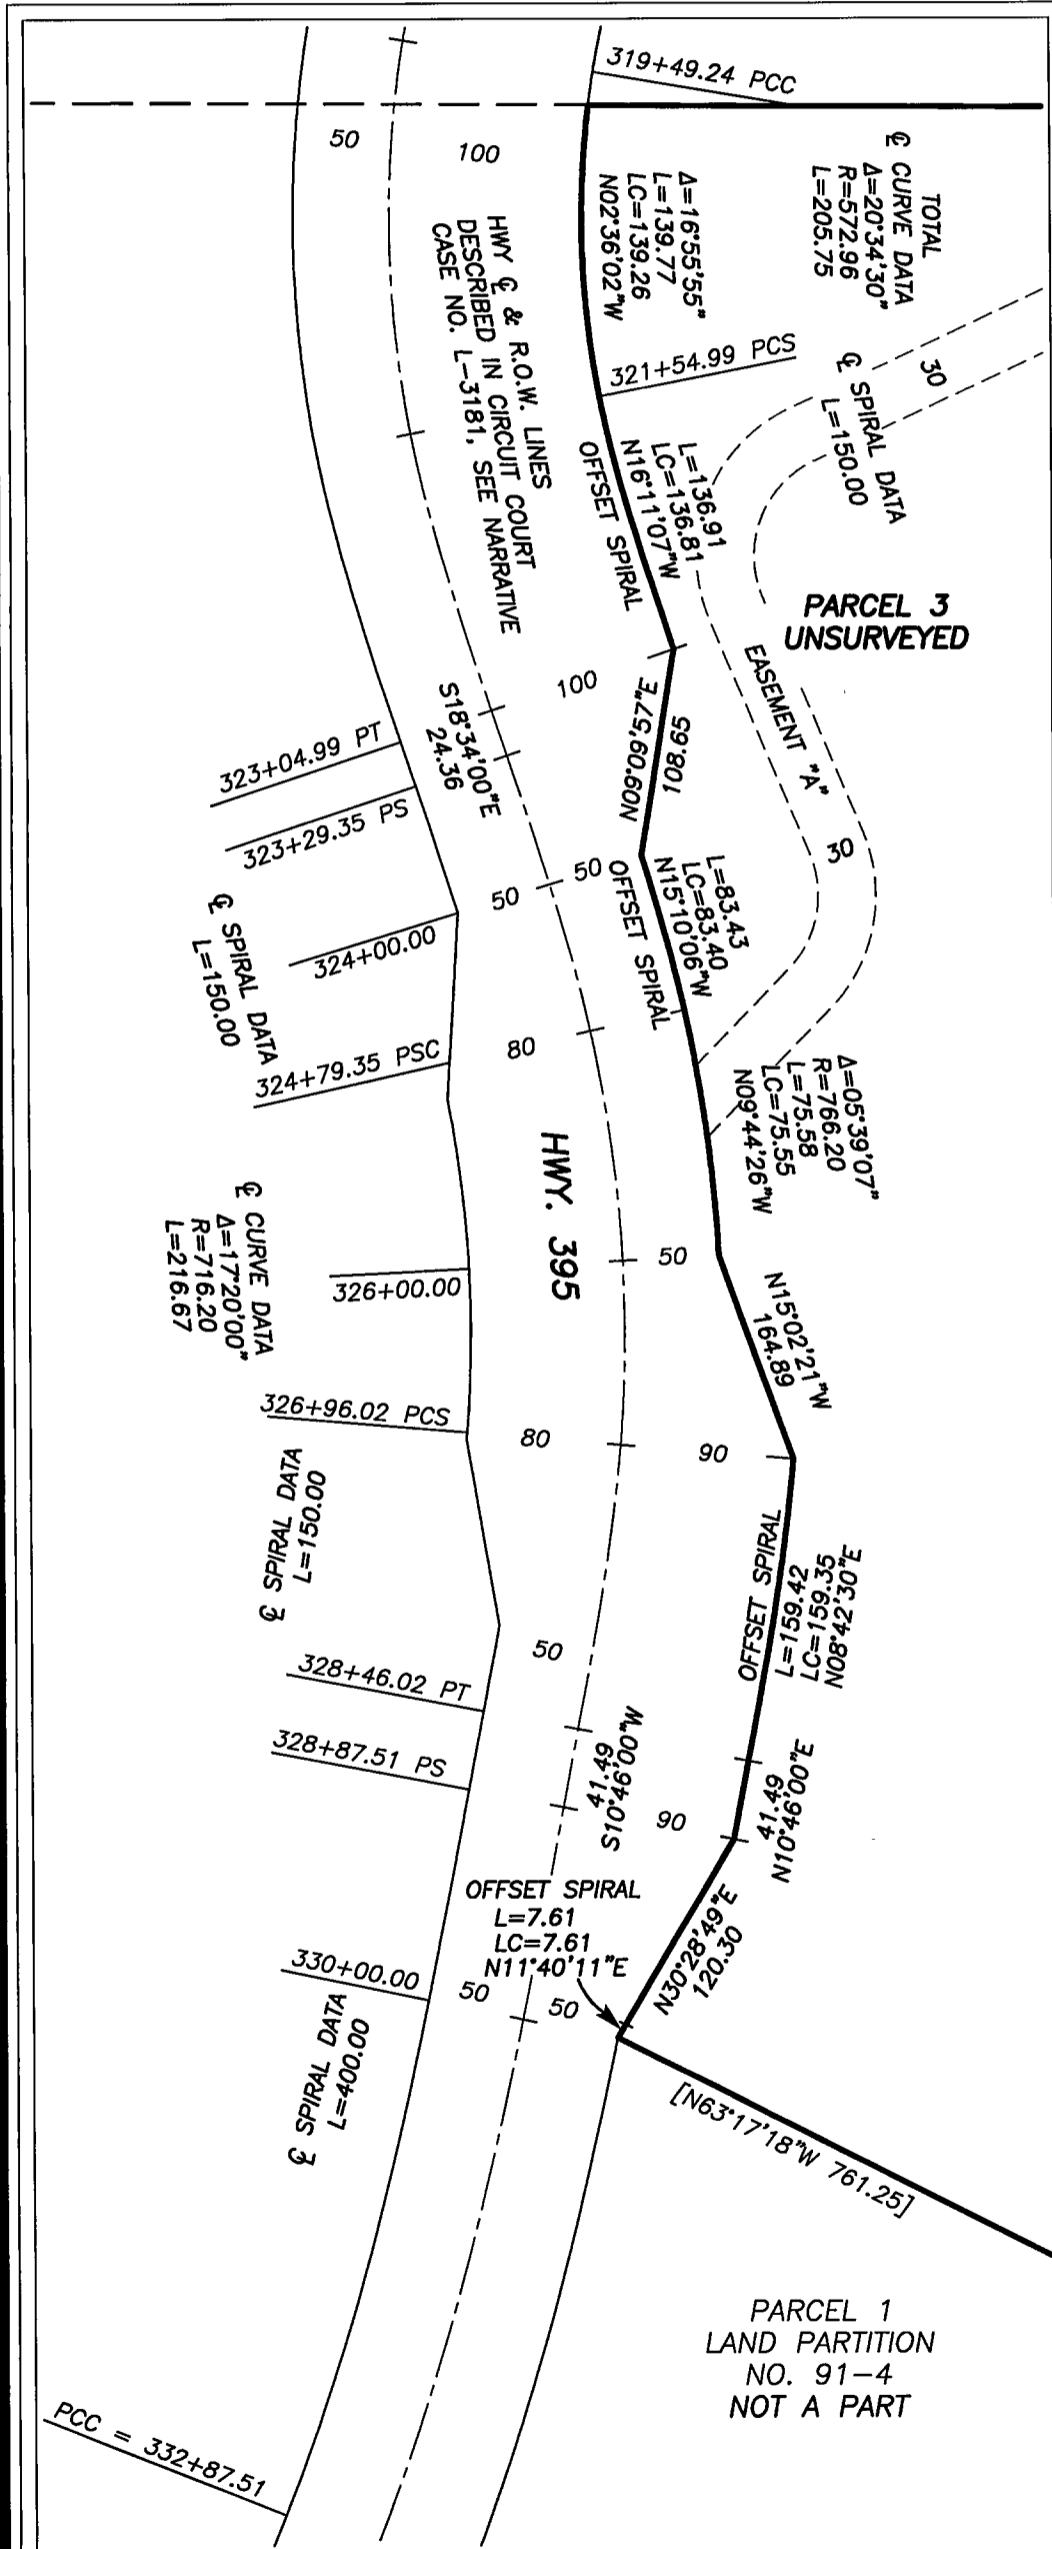 319+49.24 PCC
50
100
TOTAL
℄ CURVE DATA
Δ=20°34'30"
R=572.96
L=205.75
Δ=16°55'55"
L=139.77
LC=139.26
N02°36'02"W
HWY ℄ & R.O.W. LINES
DESCRIBED IN CIRCUIT COURT
CASE NO. L-3181, SEE NARRATIVE
321+54.99 PCS
30
℄ SPIRAL DATA
L=150.00
L=136.91
LC=136.81
N16°11'07"W
OFFSET SPIRAL
PARCEL 3
UNSURVEYED
EASEMENT "A"
100
N09°09'57"E
108.65
S18°34'00"E
24.36
323+04.99 PT
323+29.35 PS
30
50
50
OFFSET SPIRAL
L=83.43
LC=83.40
N15°10'06"W
324+00.00
℄ SPIRAL DATA
L=150.00
324+79.35 PSC
80
Δ=05°39'07"
R=766.20
L=75.58
LC=75.55
N09°44'26"W
HWY. 395
℄ CURVE DATA
Δ=17°20'00"
R=716.20
L=216.67
50
326+00.00
N15°02'21"W
164.89
326+96.02 PCS
80
90
℄ SPIRAL DATA
L=150.00
OFFSET SPIRAL
L=159.42
LC=159.35
N08°42'30"E
50
328+46.02 PT
328+87.51 PS
41.49
S10°46'00"W
41.49
N10°46'00"E
90
OFFSET SPIRAL
L=7.61
LC=7.61
N11°40'11"E
N30°28'49"E
120.30
330+00.00
50
50
℄ SPIRAL DATA
L=400.00
[N63°17'18"W 761.25]
PARCEL 1
LAND PARTITION
NO. 91-4
NOT A PART
PCC = 332+87.51